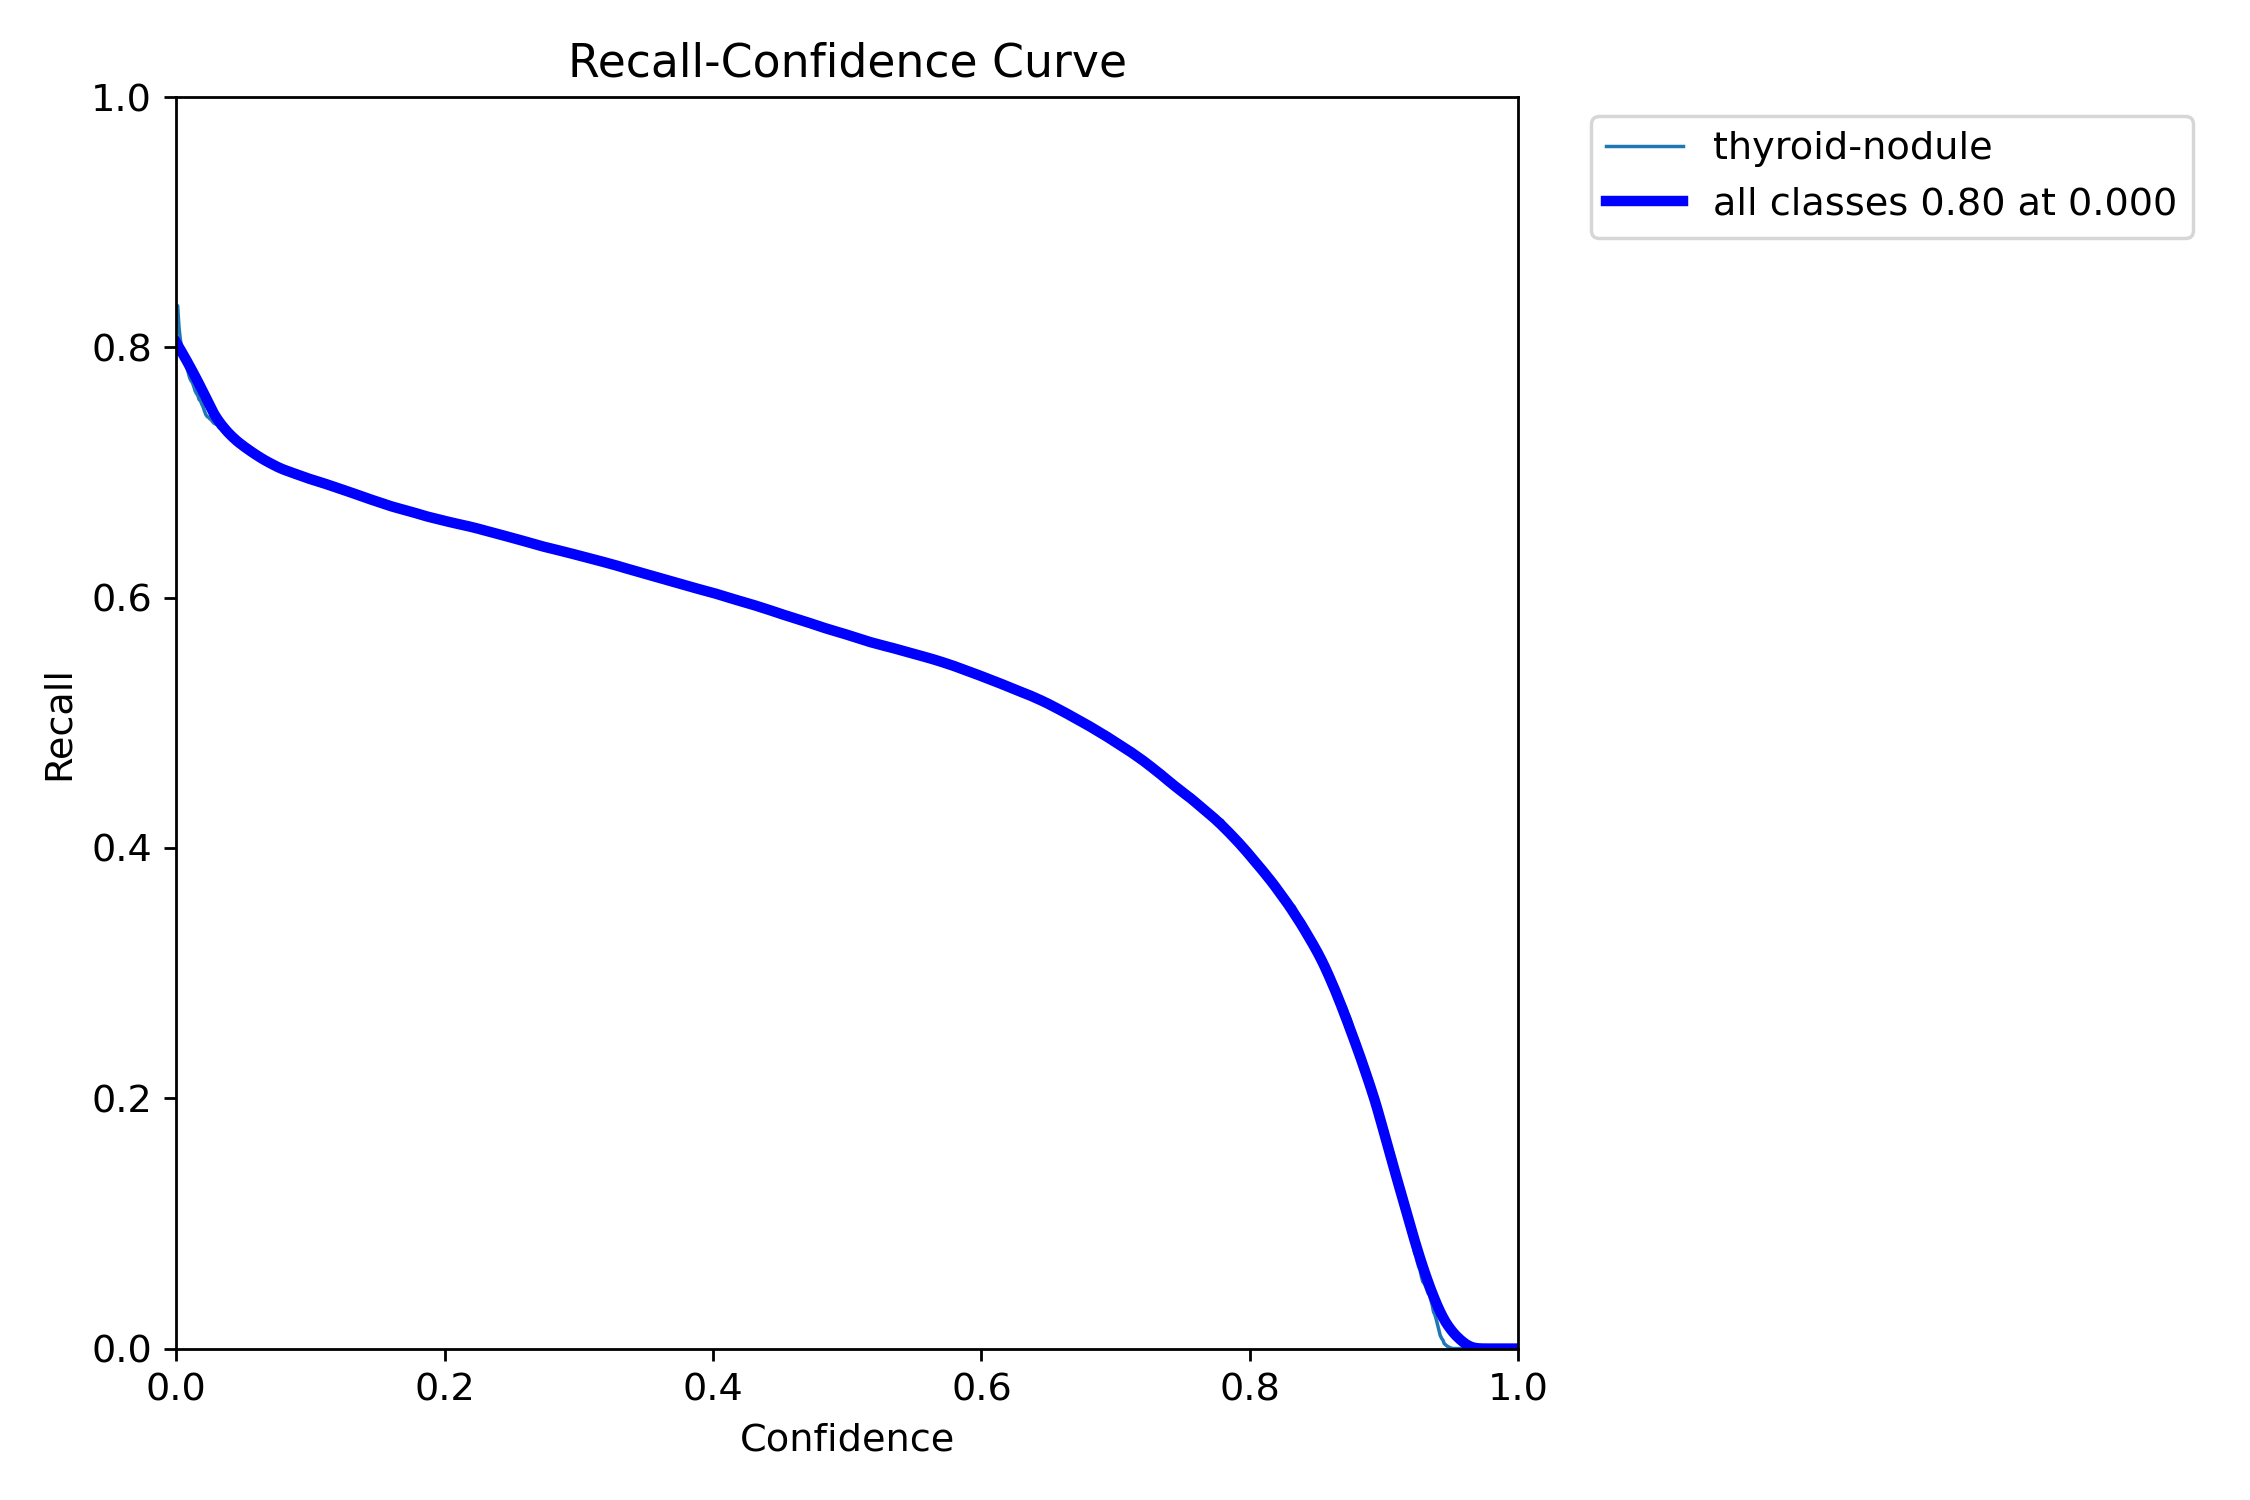 Recall-Confidence Curve
1.0
0.8
0.6
0.4
0.2
0.0
Recall
0.0 0.2 0.4 0.6 0.8 1.0
Confidence
thyroid-nodule
all classes 0.80 at 0.000